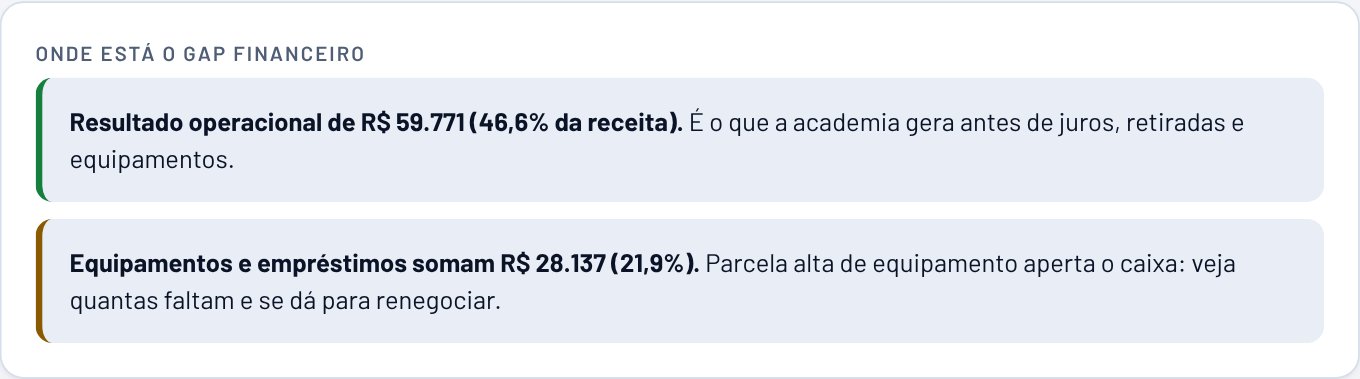 ONDE ESTÁ O GAP FINANCEIRO
Resultado operacional de R$ 59.771 (46,6% da receita). É o que a academia gera antes de juros, retiradas e
equipamentos.
Equipamentos e empréstimos somam R$ 28.137 (21,9%). Parcela alta de equipamento aperta o caixa: veja
quantas faltam e se dá para renegociar.